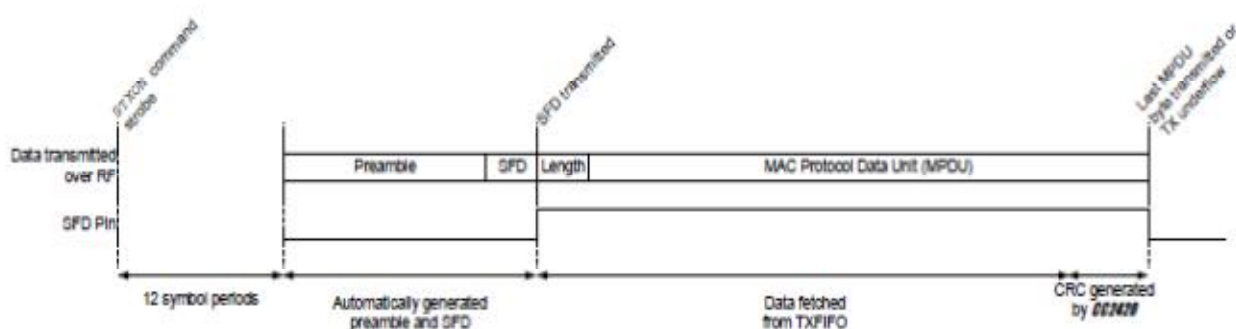 STXON command
strobe
SFD transmitted
Last MPDU
byte transmitted or
TX underflow
Data transmitted
over RF
Preamble
SFD
Length
MAC Protocol Data Unit (MPDU)
SFD Pin
12 symbol periods
Automatically generated
preamble and SFD
Data fetched
from TXFIFO
CRC generated
by CC2420